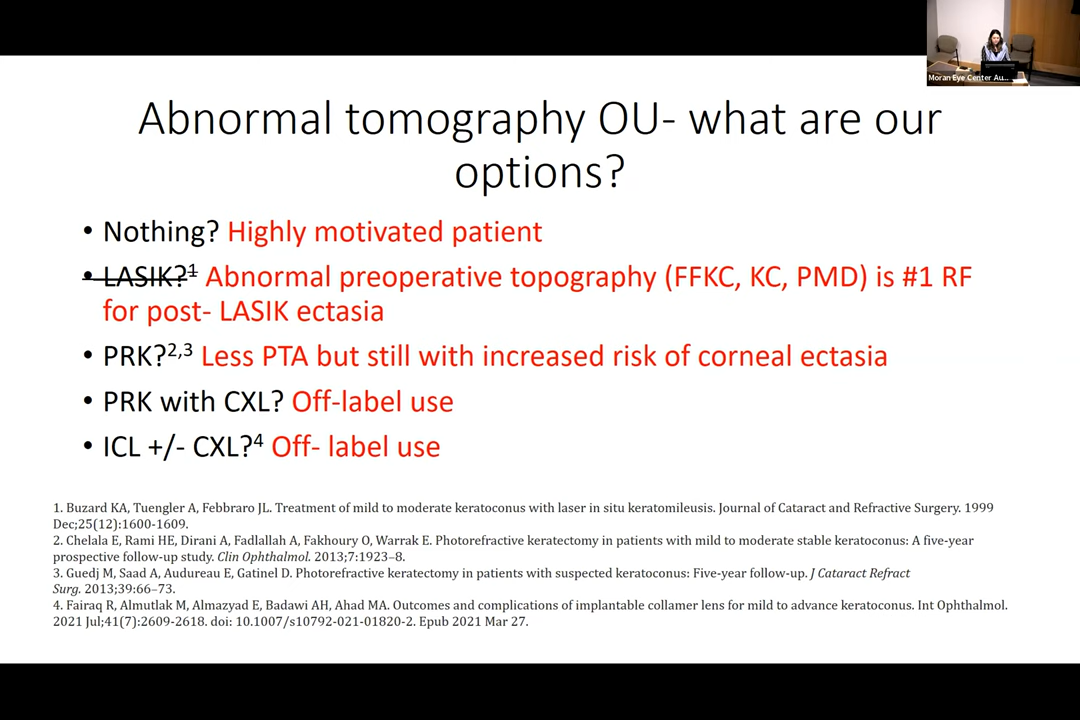 Moran Eye Center Au...
Abnormal tomography OU- what are our
options?
• Nothing? Highly motivated patient
• LASIK?¹ Abnormal preoperative topography (FFKC, KC, PMD) is #1 RF
for post- LASIK ectasia
• PRK?²,³ Less PTA but still with increased risk of corneal ectasia
• PRK with CXL? Off-label use
• ICL +/- CXL?⁴ Off- label use
1. Buzard KA, Tuengler A, Febbraro JL. Treatment of mild to moderate keratoconus with laser in situ keratomileusis. Journal of Cataract and Refractive Surgery. 1999
Dec;25(12):1600-1609.
2. Chelala E, Rami HE, Dirani A, Fadlallah A, Fakhoury O, Warrak E. Photorefractive keratectomy in patients with mild to moderate stable keratoconus: A five-year
prospective follow-up study. Clin Ophthalmol. 2013;7:1923–8.
3. Guedj M, Saad A, Audureau E, Gatinel D. Photorefractive keratectomy in patients with suspected keratoconus: Five-year follow-up. J Cataract Refract
Surg. 2013;39:66–73.
4. Fairaq R, Almutlak M, Almazyad E, Badawi AH, Ahad MA. Outcomes and complications of implantable collamer lens for mild to advance keratoconus. Int Ophthalmol.
2021 Jul;41(7):2609-2618. doi: 10.1007/s10792-021-01820-2. Epub 2021 Mar 27.